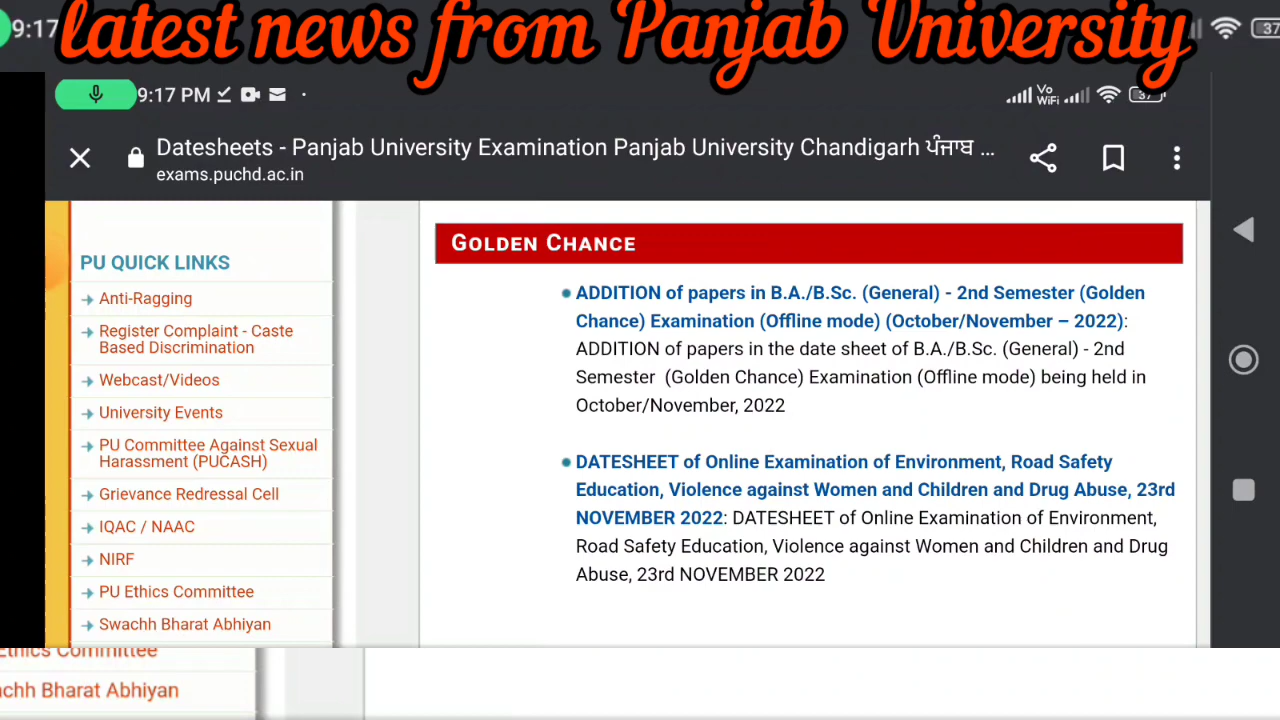 latest news from Panjab University
9:17
37
9:17 PM
Vo
WiFi
37
Datesheets - Panjab University Examination Panjab University Chandigarh ਪੰਜਾਬ ...
exams.puchd.ac.in
PU QUICK LINKS
Anti-Ragging
Register Complaint - Caste
Based Discrimination
Webcast/Videos
University Events
PU Committee Against Sexual
Harassment (PUCASH)
Grievance Redressal Cell
IQAC / NAAC
NIRF
PU Ethics Committee
Swachh Bharat Abhiyan
GOLDEN CHANCE
ADDITION of papers in B.A./B.Sc. (General) - 2nd Semester (Golden
Chance) Examination (Offline mode) (October/November – 2022):
ADDITION of papers in the date sheet of B.A./B.Sc. (General) - 2nd
Semester (Golden Chance) Examination (Offline mode) being held in
October/November, 2022
DATESHEET of Online Examination of Environment, Road Safety
Education, Violence against Women and Children and Drug Abuse, 23rd
NOVEMBER 2022: DATESHEET of Online Examination of Environment,
Road Safety Education, Violence against Women and Children and Drug
Abuse, 23rd NOVEMBER 2022
Ethics Committee
achh Bharat Abhiyan